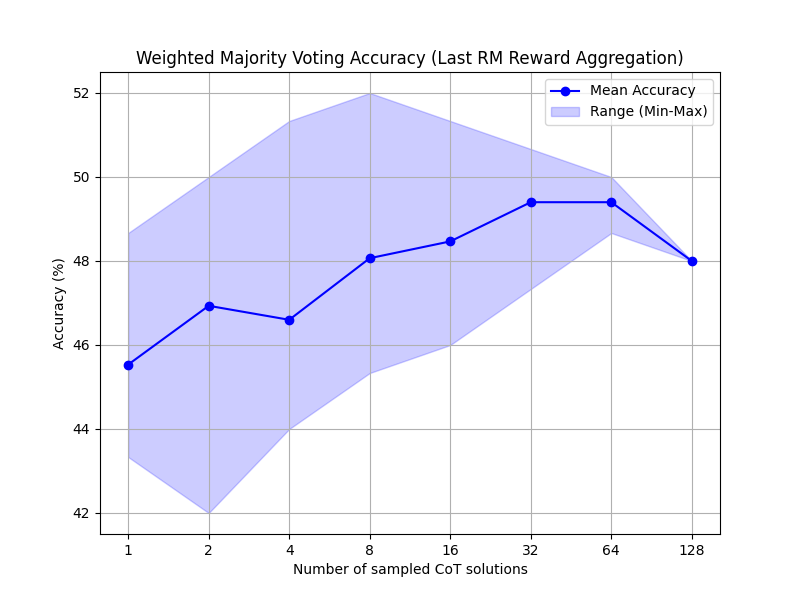 Weighted Majority Voting Accuracy (Last RM Reward Aggregation)
Mean Accuracy
Range (Min-Max)
Accuracy (%)
52
50
48
46
44
42
1 2 4 8 16 32 64 128
Number of sampled CoT solutions